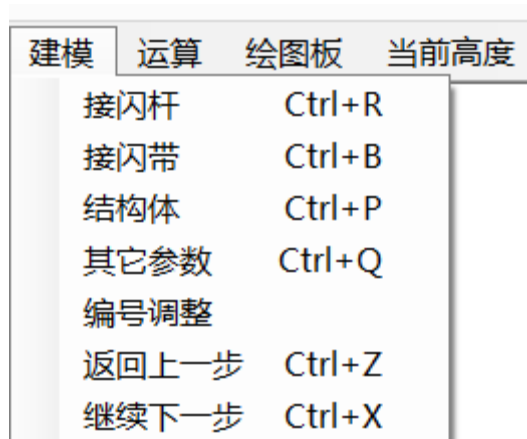 建模 运算 绘图板 当前高度
接闪杆 Ctrl+R
接闪带 Ctrl+B
结构体 Ctrl+P
其它参数 Ctrl+Q
编号调整
返回上一步 Ctrl+Z
继续下一步 Ctrl+X